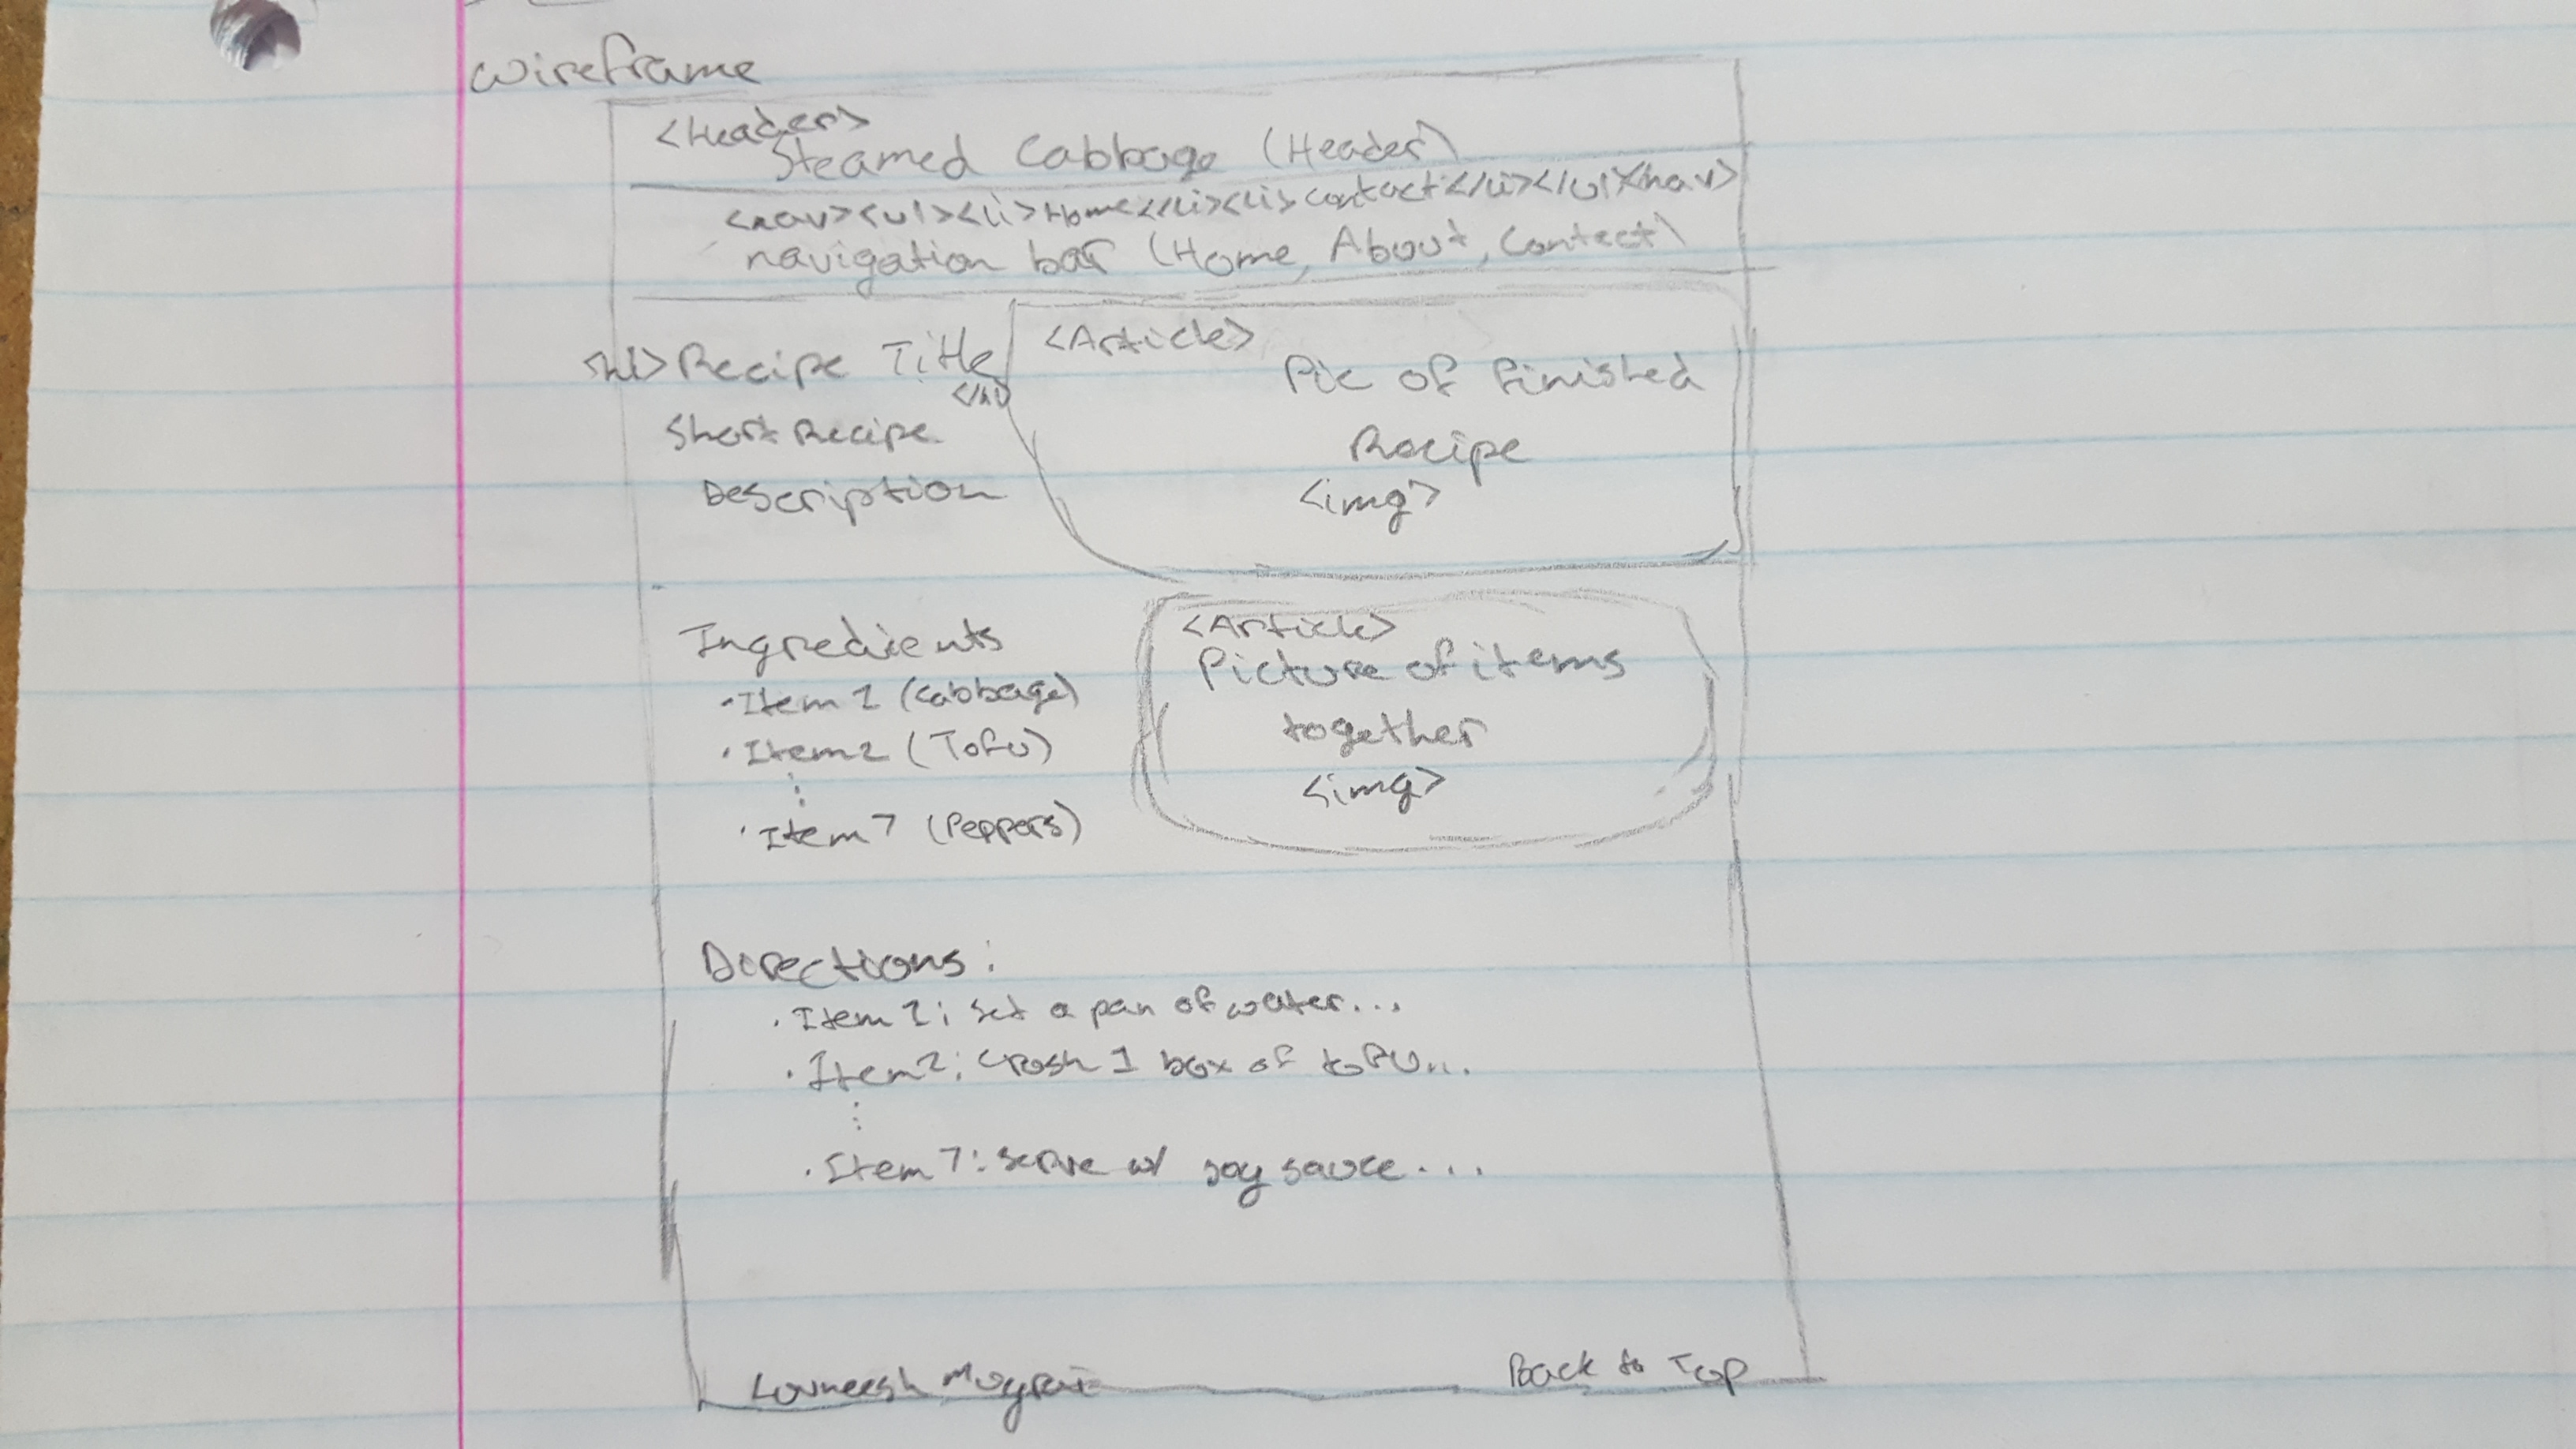 Wireframe
<Header>
Steamed Cabbage (Header)
<nav><ul><li>Home</li><li>contact</li></ul><nav>
navigation bar (Home, About, Contact)
<h1>Recipe Title
</h1>
Short Recipe
Description
<Article>
Pic of finished
Recipe
<img>
Ingredients
·Item 1 (Cabbage)
·Item 2 (Tofu)
⋮
·Item 7 (Peppers)
<Article>
Picture of items
together
<img>
Directions:
·Item 1: Set a pan of water...
·Item 2: Crush 1 box of tofu...
⋮
·Item 7: Serve w/ soy sauce...
Back to Top